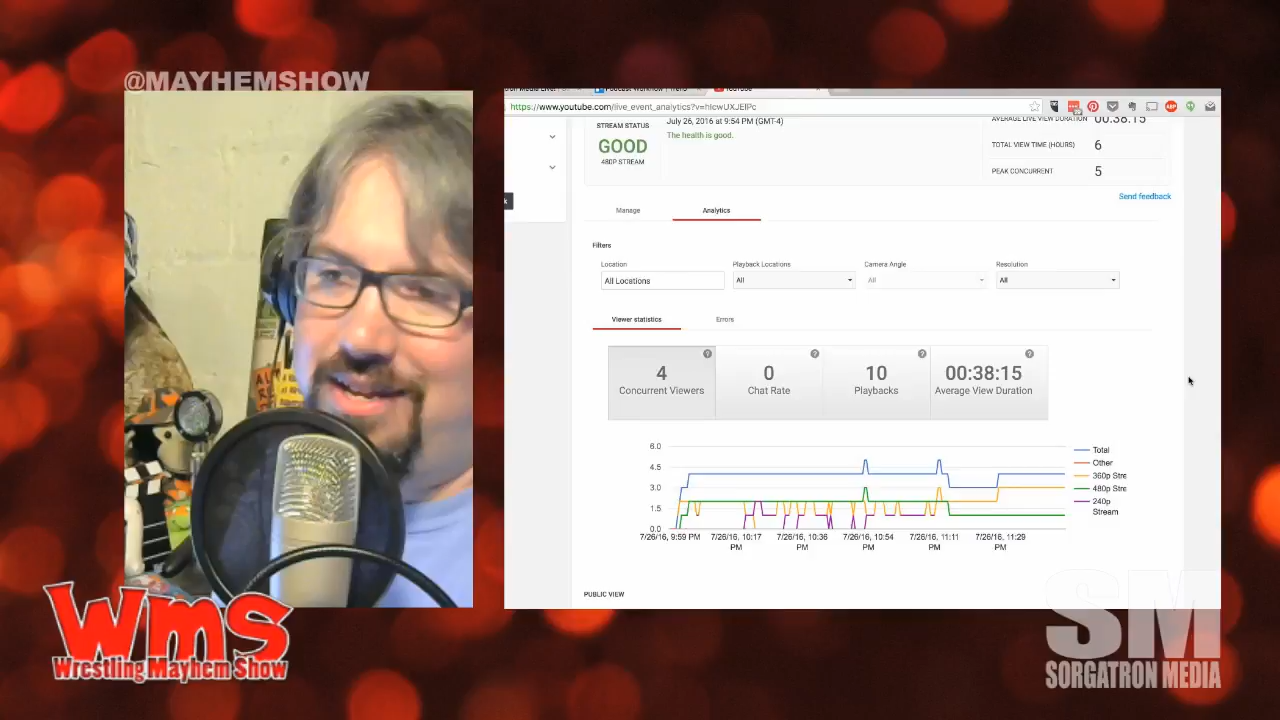 @MAYHEMSHOW
YouTube
https://www.youtube.com/live_event_analytics?v=
STREAM STATUS
GOOD
480P STREAM
July 26, 2016 at 9:54 PM (GMT-4)
The health is good.
AVERAGE LIVE VIEW DURATION 00:38:15
TOTAL VIEW TIME (HOURS) 6
PEAK CONCURRENT 5
Send feedback
Manage Analytics
Filters
Location Playback Locations Camera Angle Resolution
All Locations All All All
Viewer statistics Errors
4 0 10 00:38:15
Concurrent Viewers Chat Rate Playbacks Average View Duration
6.0
4.5
3.0
1.5
0.0
Total
Other
360p Stre
480p Stre
240p
Stream
7/26/16, 9:59 PM 7/26/16, 10:17 7/26/16, 10:36 7/26/16, 10:54 7/26/16, 11:11 7/26/16, 11:29
PM PM PM PM PM
PUBLIC VIEW
WMS
Wrestling Mayhem Show
SM
SORGATRON MEDIA